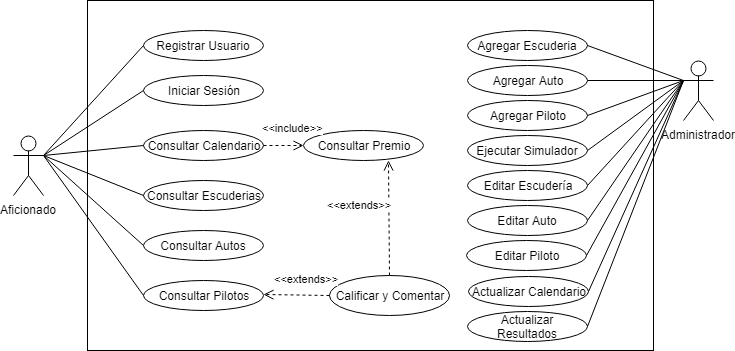 Registrar Usuario
Iniciar Sesión
Consultar Calendario
<<include>>
Consultar Premio
Consultar Escuderias
<<extends>>
Consultar Autos
Consultar Pilotos
<<extends>>
Calificar y Comentar
Aficionado
Agregar Escuderia
Agregar Auto
Agregar Piloto
Ejecutar Simulador
Editar Escudería
Editar Auto
Editar Piloto
Actualizar Calendario
Actualizar
Resultados
Administrador